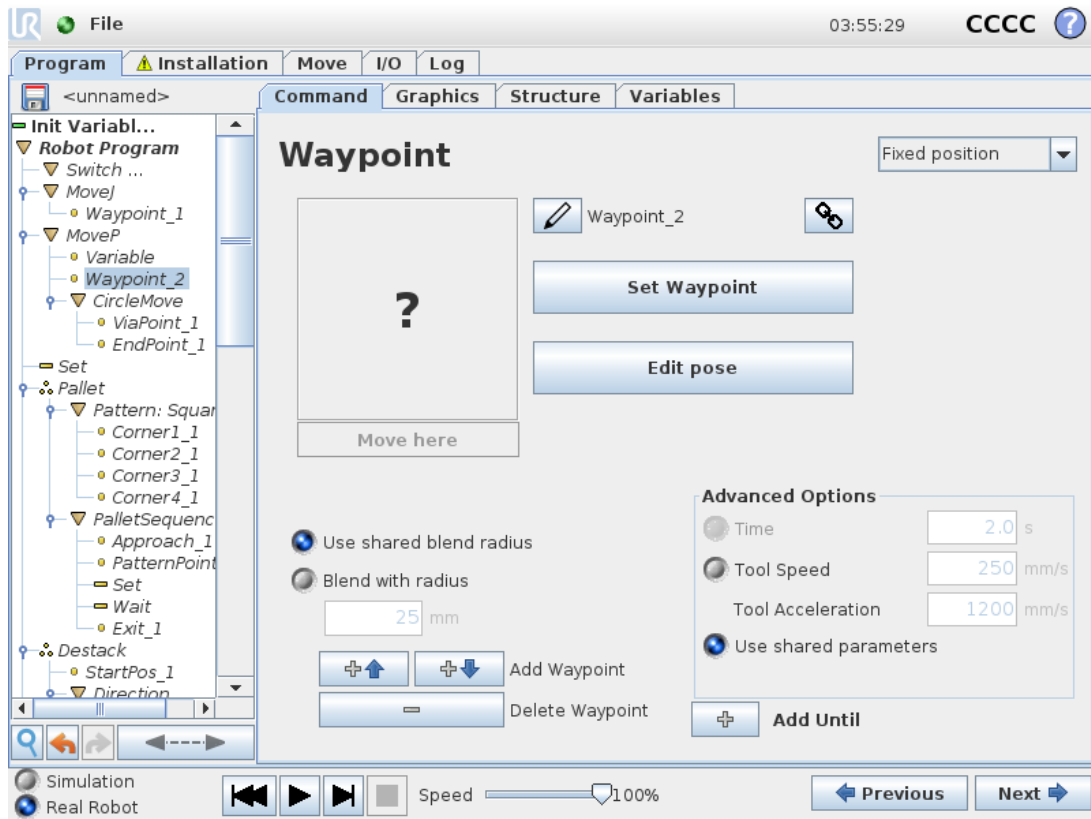 UR File 03:55:29 CCCC ?
Program Installation Move I/O Log
<unnamed> Command Graphics Structure Variables
Init Variabl...
Robot Program
Switch ...
MoveJ
Waypoint_1
MoveP
Variable
Waypoint_2
CircleMove
ViaPoint_1
EndPoint_1
Set
Pallet
Pattern: Squar
Corner1_1
Corner2_1
Corner3_1
Corner4_1
PalletSequenc
Approach_1
PatternPoint
Set
Wait
Exit_1
Destack
StartPos_1
Direction
Waypoint
Fixed position
?
Move here
Waypoint_2
Set Waypoint
Edit pose
Use shared blend radius
Blend with radius
25 mm
Add Waypoint
Delete Waypoint
Advanced Options
Time 2.0 s
Tool Speed 250 mm/s
Tool Acceleration 1200 mm/s
Use shared parameters
Add Until
Simulation
Real Robot
Speed 100%
Previous Next